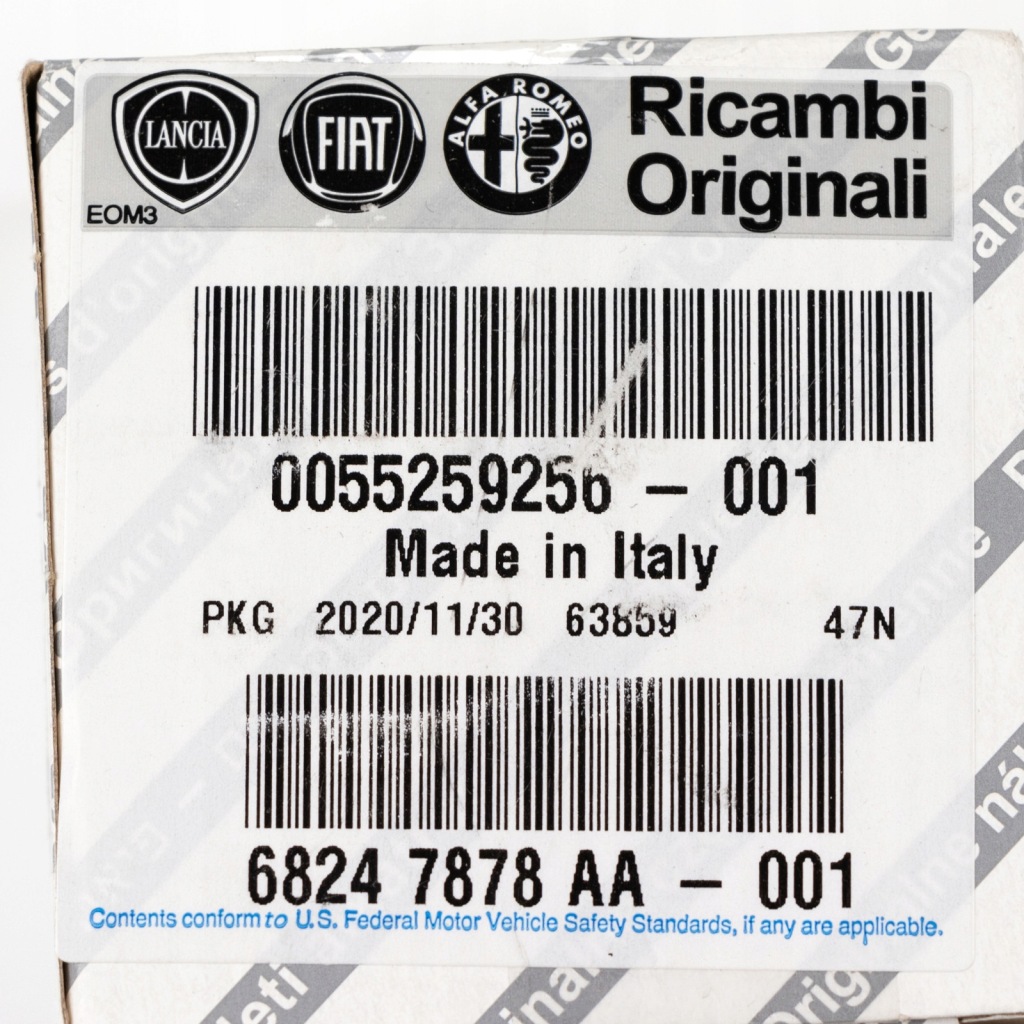 LANCIA FIAT ALFA ROMEO Ricambi
Originali
EOM3
0055259256 – 001
Made in Italy
PKG 2020/11/30 63859 47N
6824 7878 AA – 001
Contents conform to U.S. Federal Motor Vehicle Safety Standards, if any are applicable.